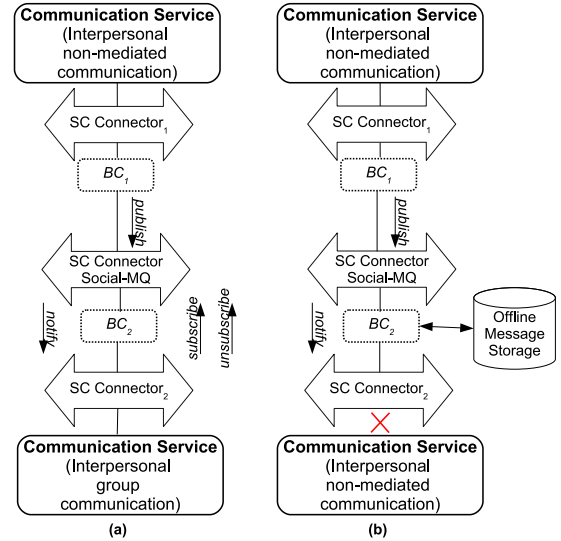 Communication Service
(Interpersonal
non-mediated
communication)
SC Connector1
BC1
publish
SC Connector
Social-MQ
notify
BC2
subscribe
unsubscribe
SC Connector2
Communication Service
(Interpersonal
group
communication)
(a)
Communication Service
(Interpersonal
non-mediated
communication)
SC Connector1
BC1
publish
SC Connector
Social-MQ
notify
BC2
Offline
Message
Storage
SC Connector2
Communication Service
(Interpersonal
non-mediated
communication)
(b)